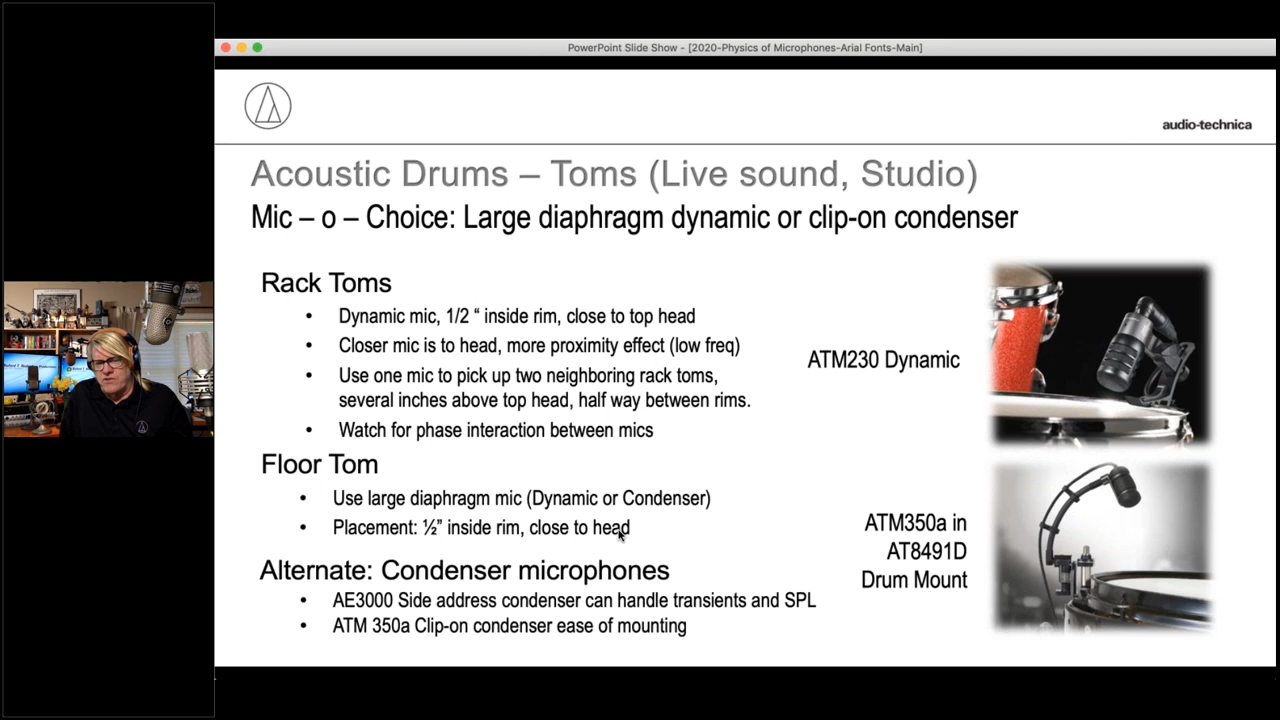 PowerPoint Slide Show - [2020-Physics of Microphones-Arial Fonts-Main]
audio-technica
Acoustic Drums – Toms (Live sound, Studio)
Mic – o – Choice: Large diaphragm dynamic or clip-on condenser
Rack Toms
• Dynamic mic, 1/2 “ inside rim, close to top head
• Closer mic is to head, more proximity effect (low freq)
• Use one mic to pick up two neighboring rack toms,
several inches above top head, half way between rims.
• Watch for phase interaction between mics
ATM230 Dynamic
Floor Tom
• Use large diaphragm mic (Dynamic or Condenser)
• Placement: ½” inside rim, close to head
ATM350a in
AT8491D
Drum Mount
Alternate: Condenser microphones
• AE3000 Side address condenser can handle transients and SPL
• ATM 350a Clip-on condenser ease of mounting